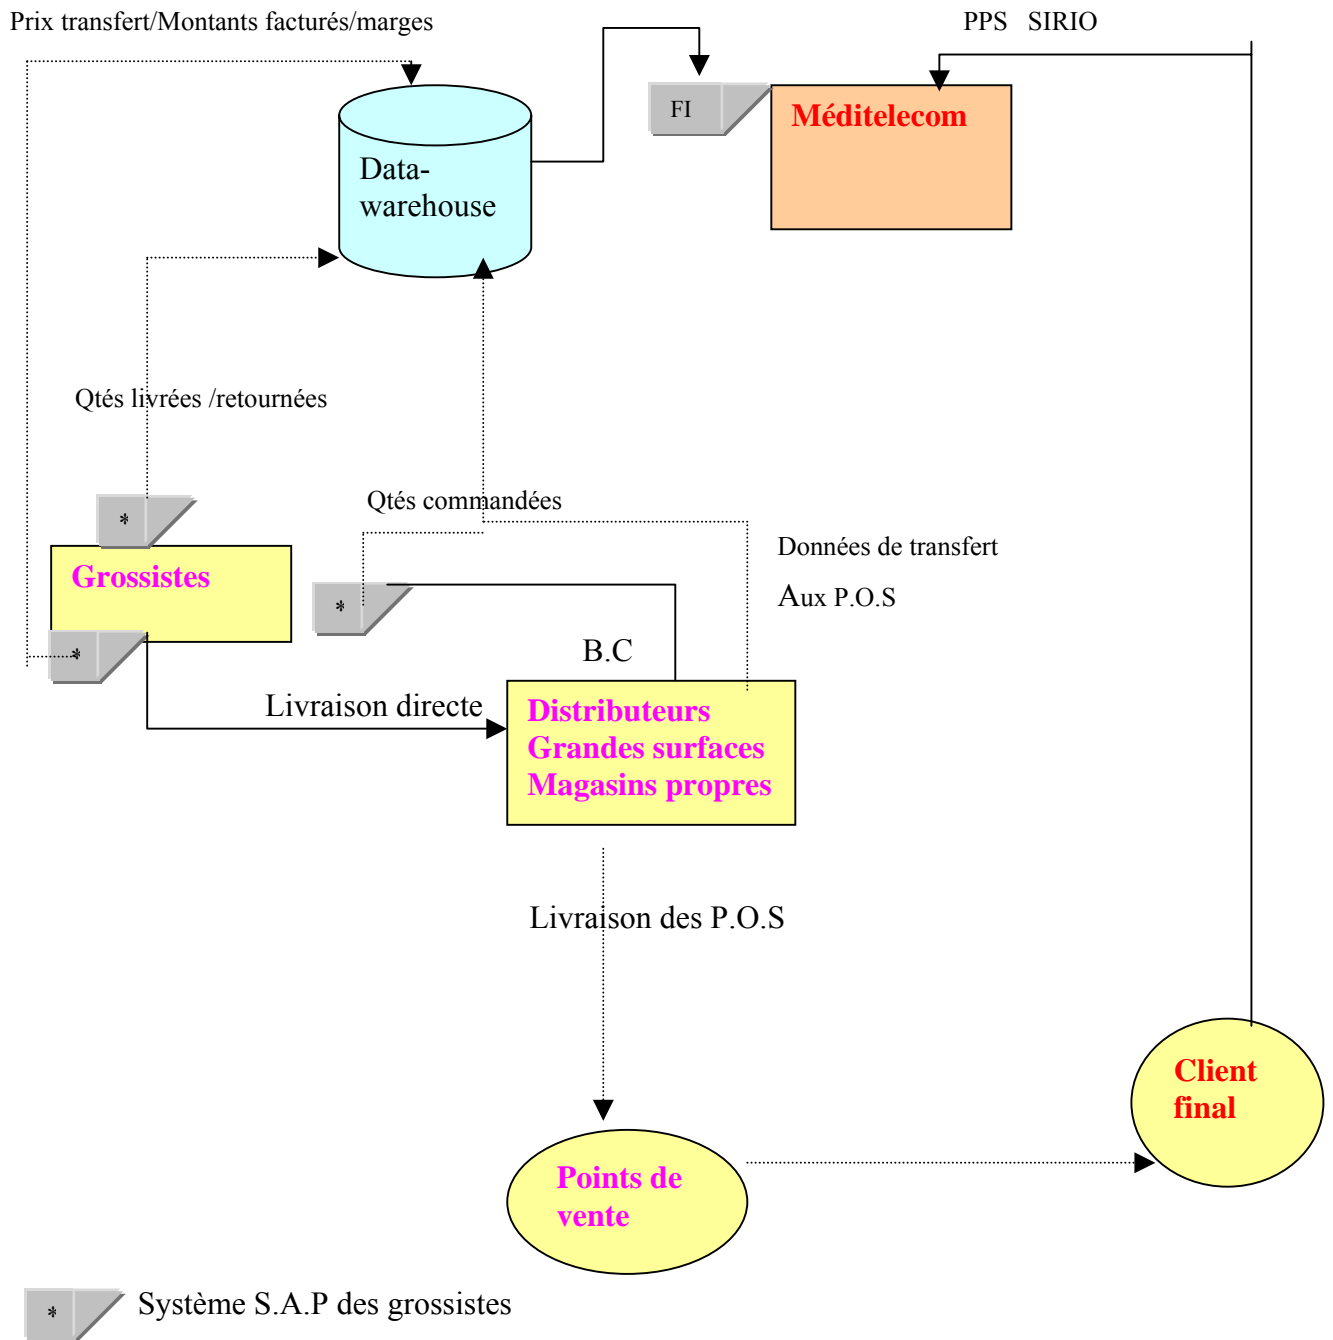 Prix transfert/Montants facturés/marges
PPS SIRIO
FI
Méditelecom
Data-
warehouse
Qtés livrées /retournées
*
Qtés commandées
Grossistes
*
*
Données de transfert
Aux P.O.S
B.C
Livraison directe
Distributeurs
Grandes surfaces
Magasins propres
Livraison des P.O.S
Client
final
Points de
vente
* Système S.A.P des grossistes